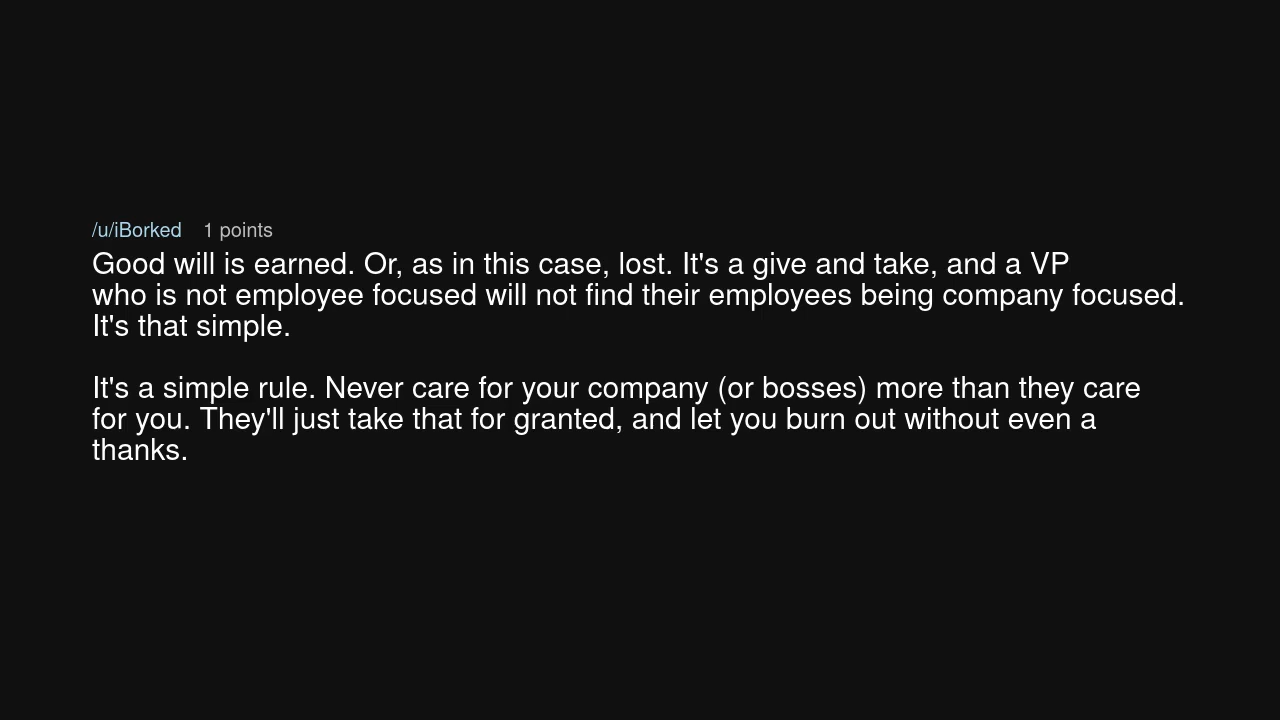 /u/iBorked 1 points
Good will is earned. Or, as in this case, lost. It's a give and take, and a VP
who is not employee focused will not find their employees being company focused.
It's that simple.
It's a simple rule. Never care for your company (or bosses) more than they care
for you. They'll just take that for granted, and let you burn out without even a
thanks.